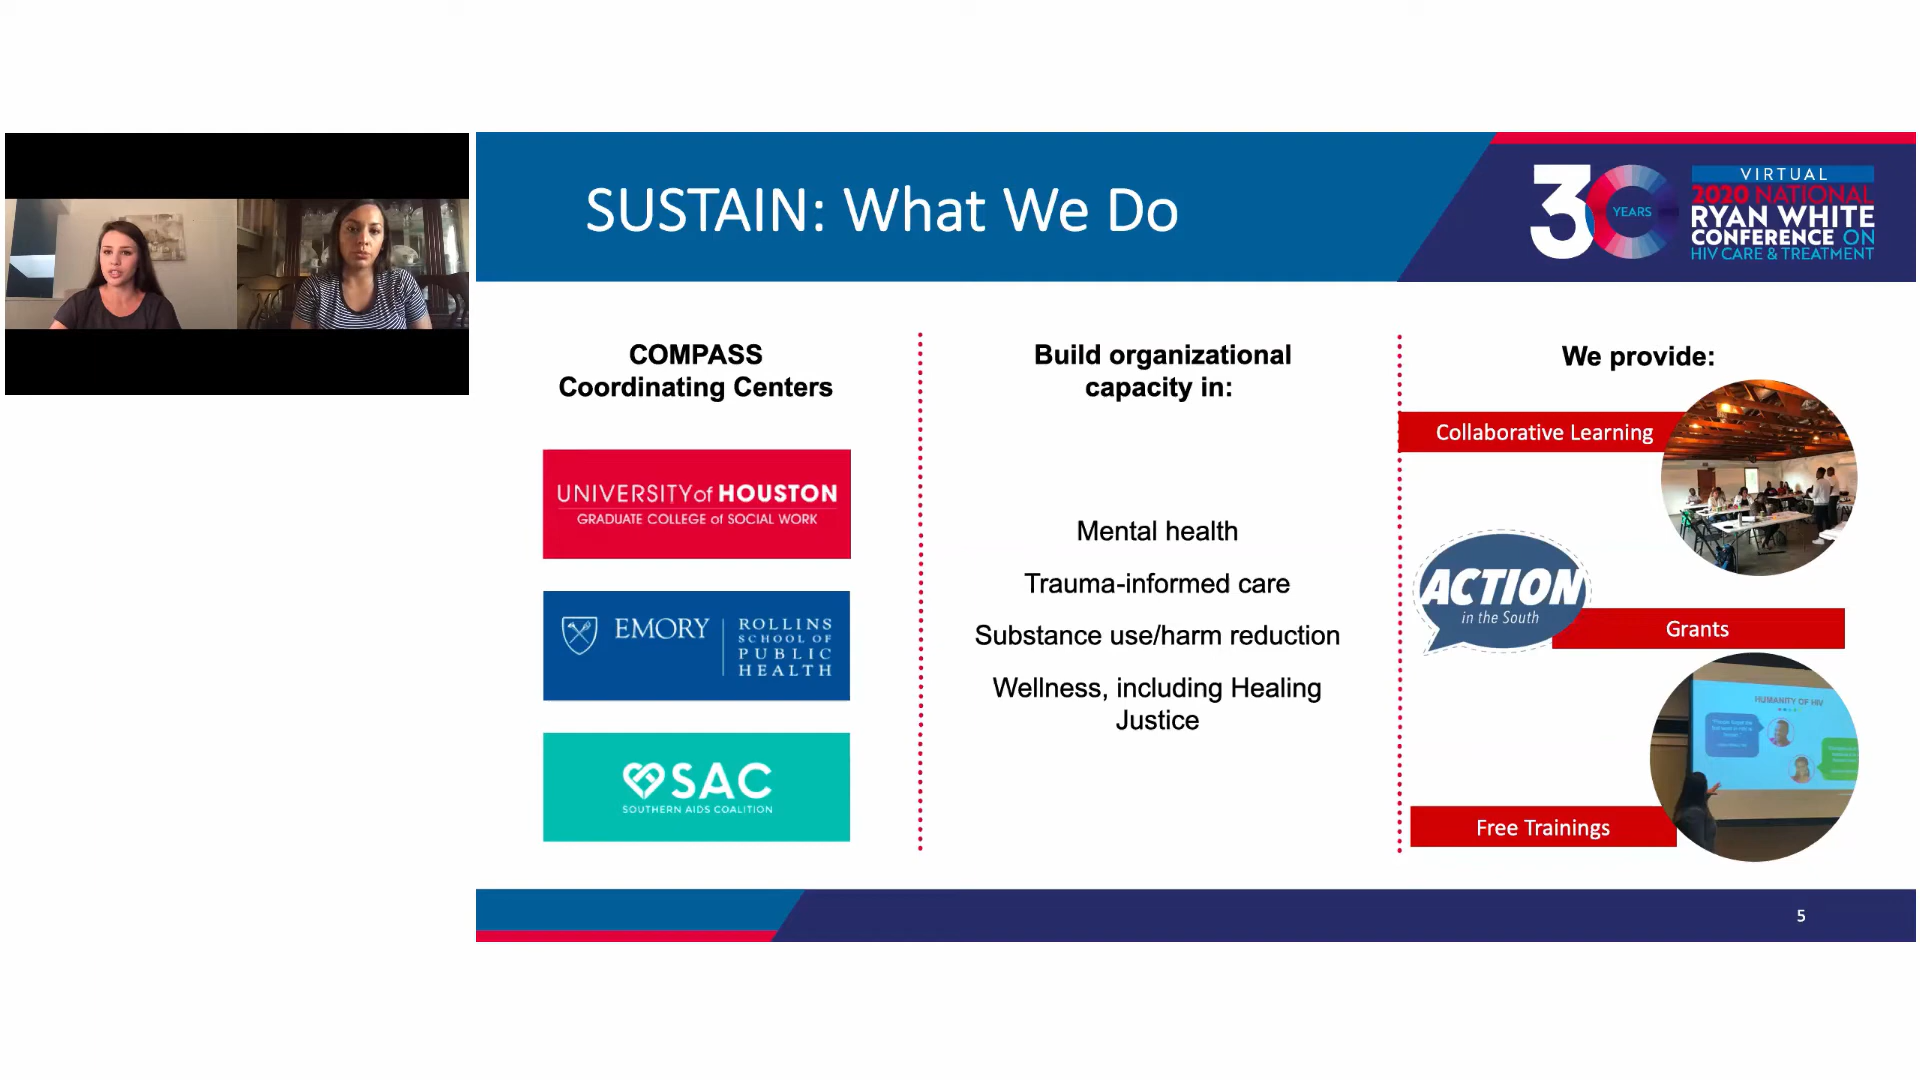 SUSTAIN: What We Do
30
YEARS
VIRTUAL
2020 NATIONAL
RYAN WHITE
CONFERENCE ON
HIV CARE & TREATMENT
COMPASS
Coordinating Centers
UNIVERSITY of HOUSTON
GRADUATE COLLEGE of SOCIAL WORK
EMORY
ROLLINS
SCHOOL OF
PUBLIC
HEALTH
SAC
SOUTHERN AIDS COALITION
Build organizational
capacity in:
Mental health
Trauma-informed care
Substance use/harm reduction
Wellness, including Healing
Justice
We provide:
Collaborative Learning
ACTION
in the South
Grants
HUMANITY OF HIV
Free Trainings
5